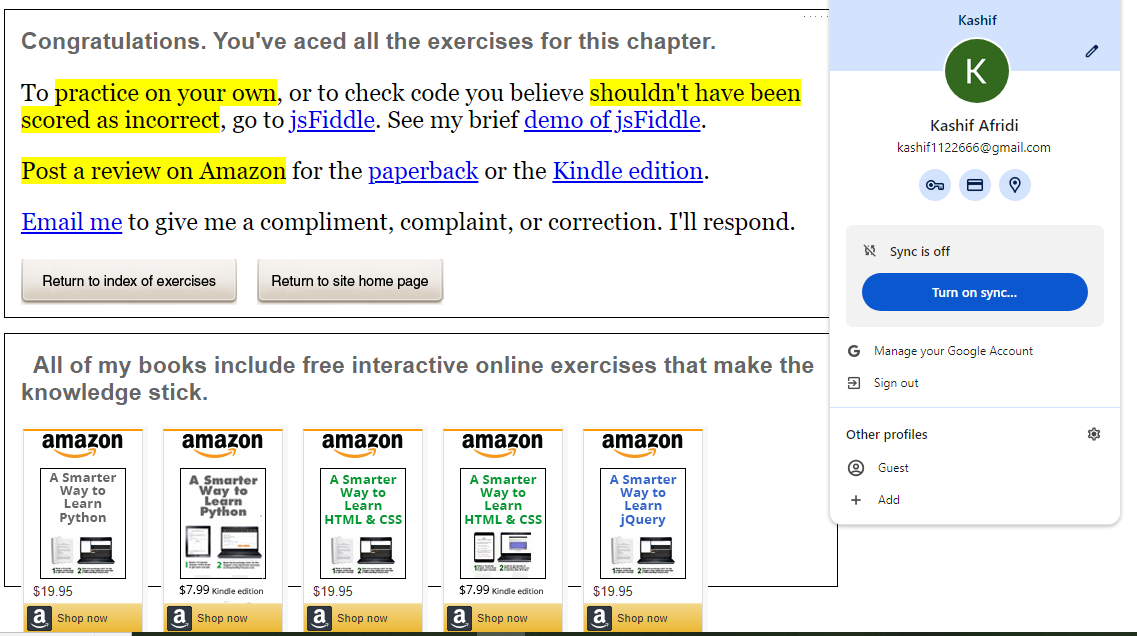 Congratulations. You've aced all the exercises for this chapter.
To practice on your own, or to check code you believe shouldn't have been
scored as incorrect, go to jsFiddle. See my brief demo of jsFiddle.
Post a review on Amazon for the paperback or the Kindle edition.
Email me to give me a compliment, complaint, or correction. I'll respond.
Return to index of exercises
Return to site home page
All of my books include free interactive online exercises that make the
knowledge stick.
amazon
A Smarter
Way to
Learn
Python
$19.95
Shop now
amazon
A Smarter
Way to
Learn
Python
$7.99 Kindle edition
Shop now
amazon
A Smarter
Way to
Learn
HTML & CSS
$19.95
Shop now
amazon
A Smarter
Way to
Learn
HTML & CSS
$7.99 Kindle edition
Shop now
amazon
A Smarter
Way to
Learn
jQuery
$19.95
Shop now
Kashif
K
Kashif Afridi
kashif1122666@gmail.com
Sync is off
Turn on sync...
Manage your Google Account
Sign out
Other profiles
Guest
Add